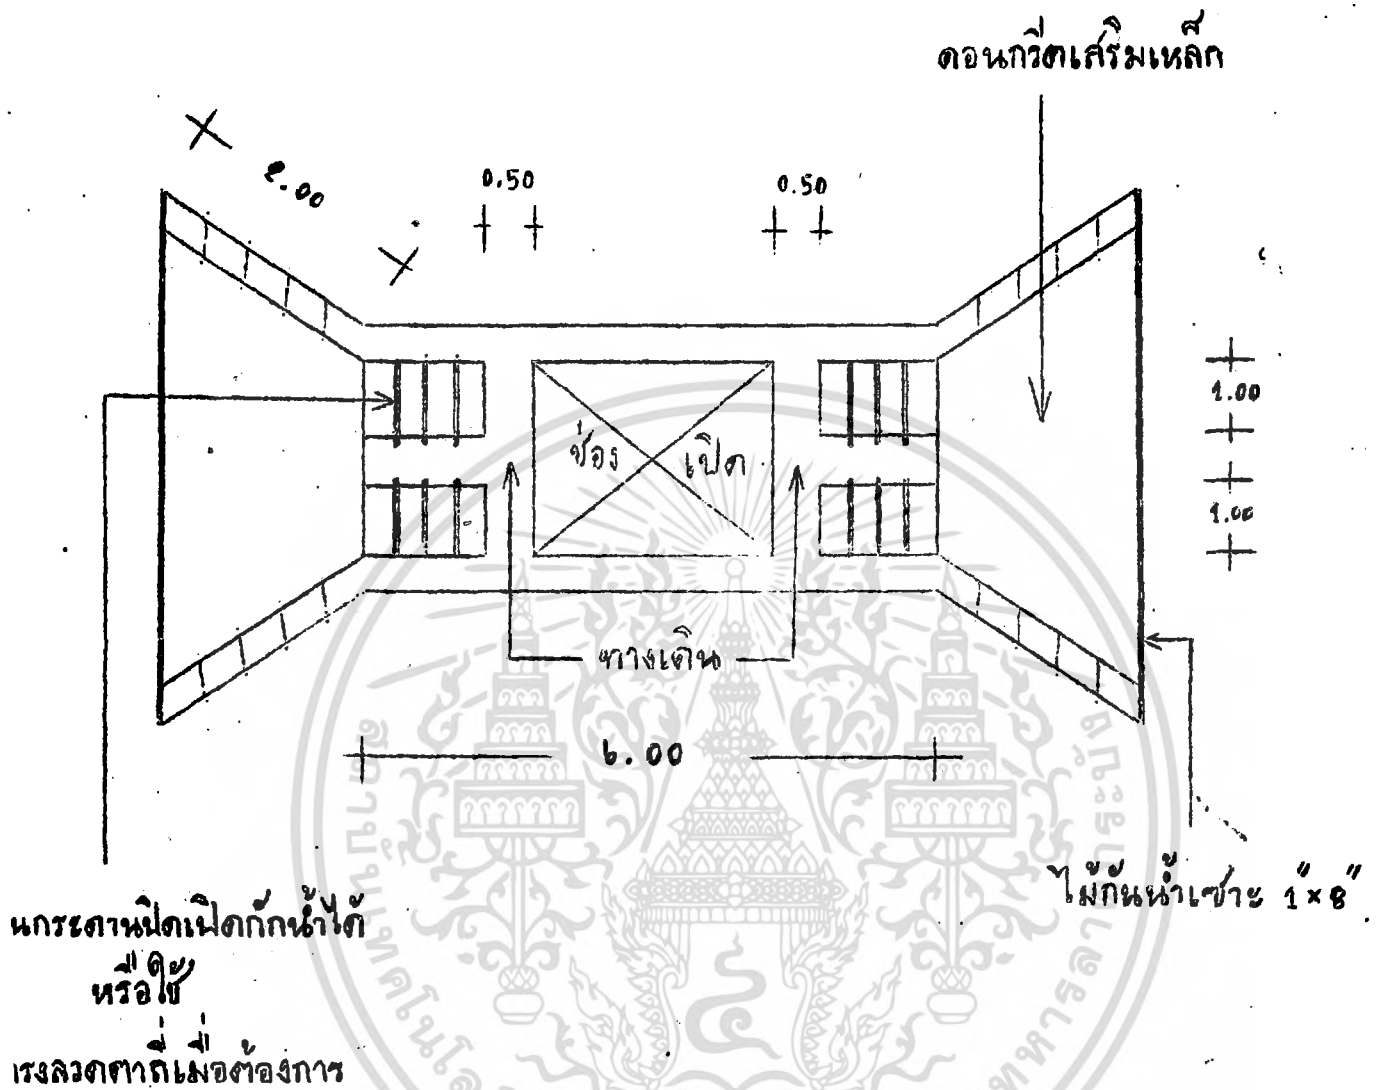 คอนกรีตเสริมเหล็ก
2.00
0.50
0.50
1.00
ช่อง เปิด
1.00
ทางเดิน
6.00
ไม้กันน้ำเซาะ 1"×8"
นกระดานปิดเปิดกักน้ำได้
หรือใช้
เรงลวดตาถี่เมื่อต้องการ